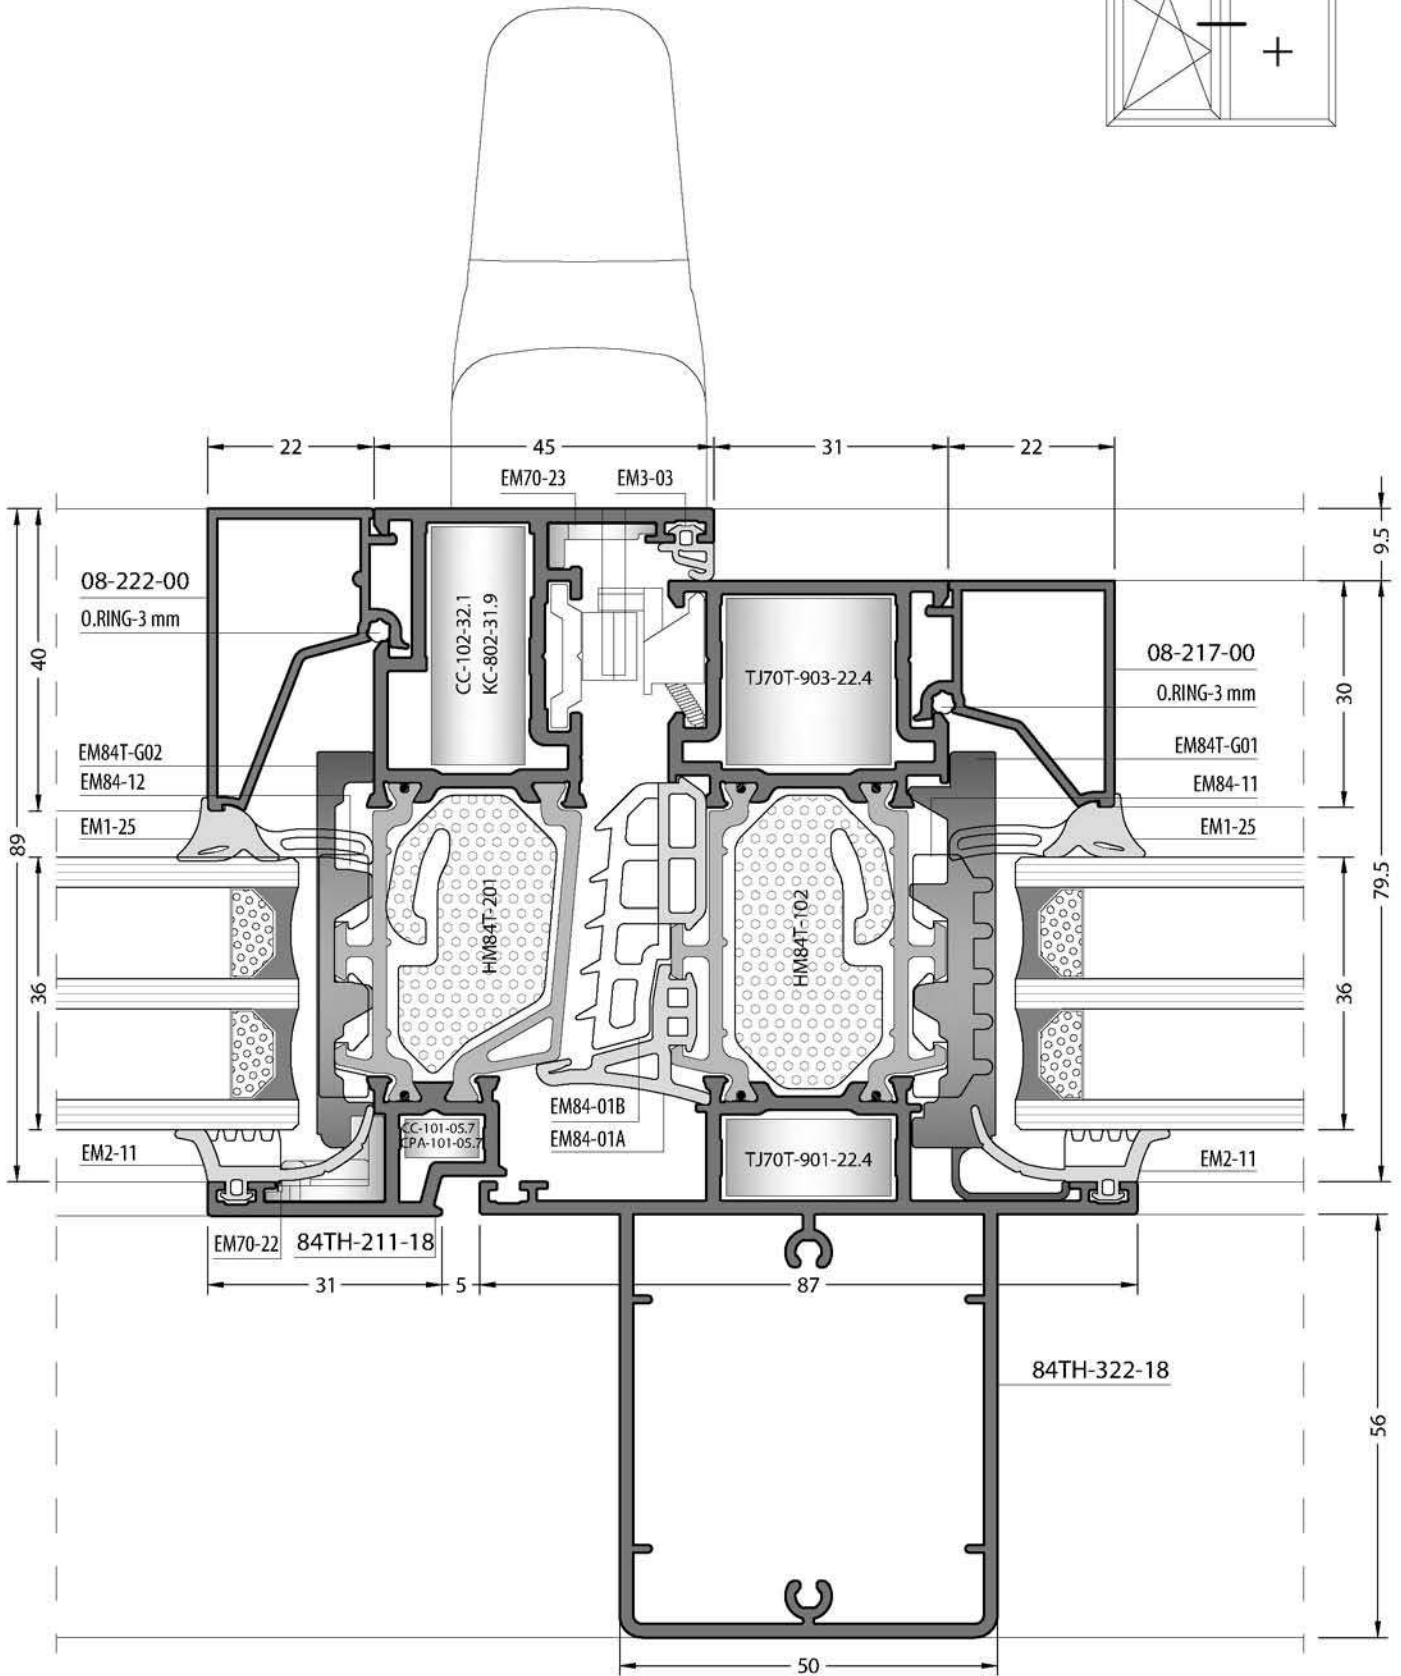 22
45
31
22
EM70-23
EM3-03
9.5
08-222-00
O.RING-3 mm
CC-102-32.1
KC-802-31.9
TJ70T-903-22.4
08-217-00
O.RING-3 mm
40
30
EM84T-G02
EM84-12
EM1-25
EM84T-G01
EM84-11
EM1-25
89
79.5
HM84T-201
HM84T-102
36
36
EM84-01B
EM84-01A
CC-101-05.7
CPA-101-05.7
TJ70T-901-22.4
EM2-11
EM2-11
EM70-22
84TH-211-18
31
5
87
84TH-322-18
56
50